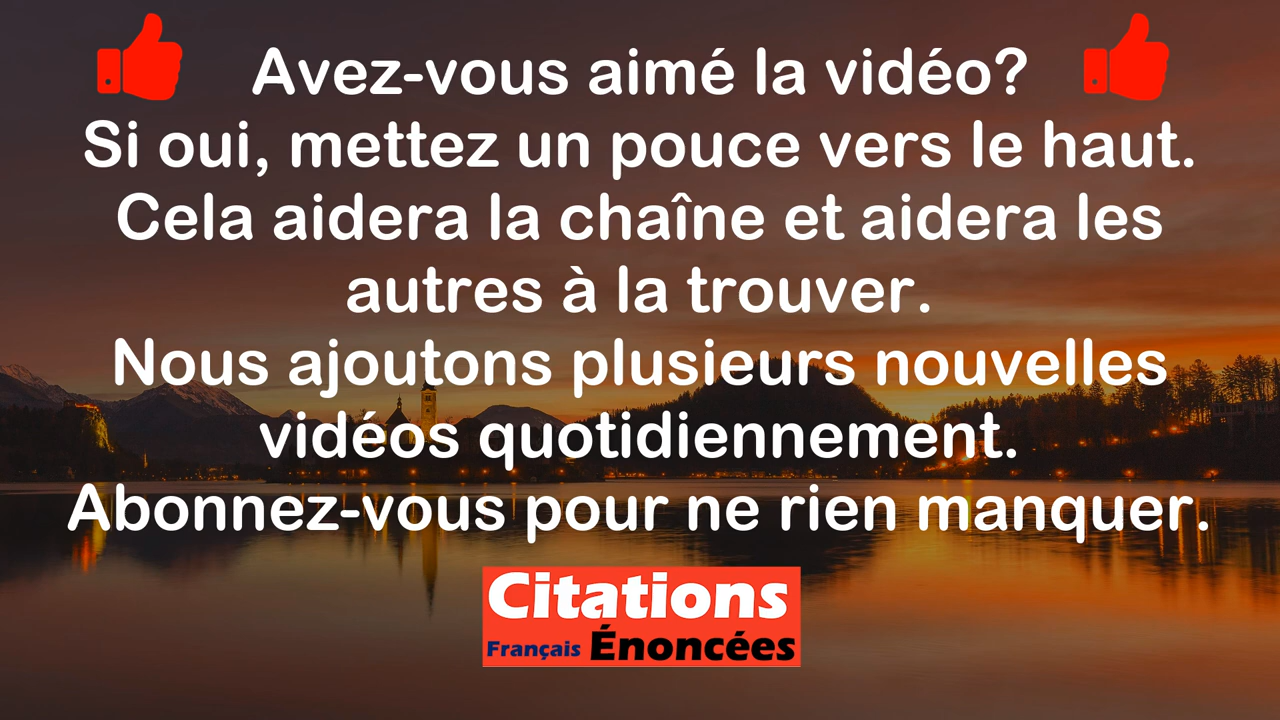 Avez-vous aimé la vidéo?
Si oui, mettez un pouce vers le haut.
Cela aidera la chaîne et aidera les
autres à la trouver.
Nous ajoutons plusieurs nouvelles
vidéos quotidiennement.
Abonnez-vous pour ne rien manquer.
Citations
Français Énoncées